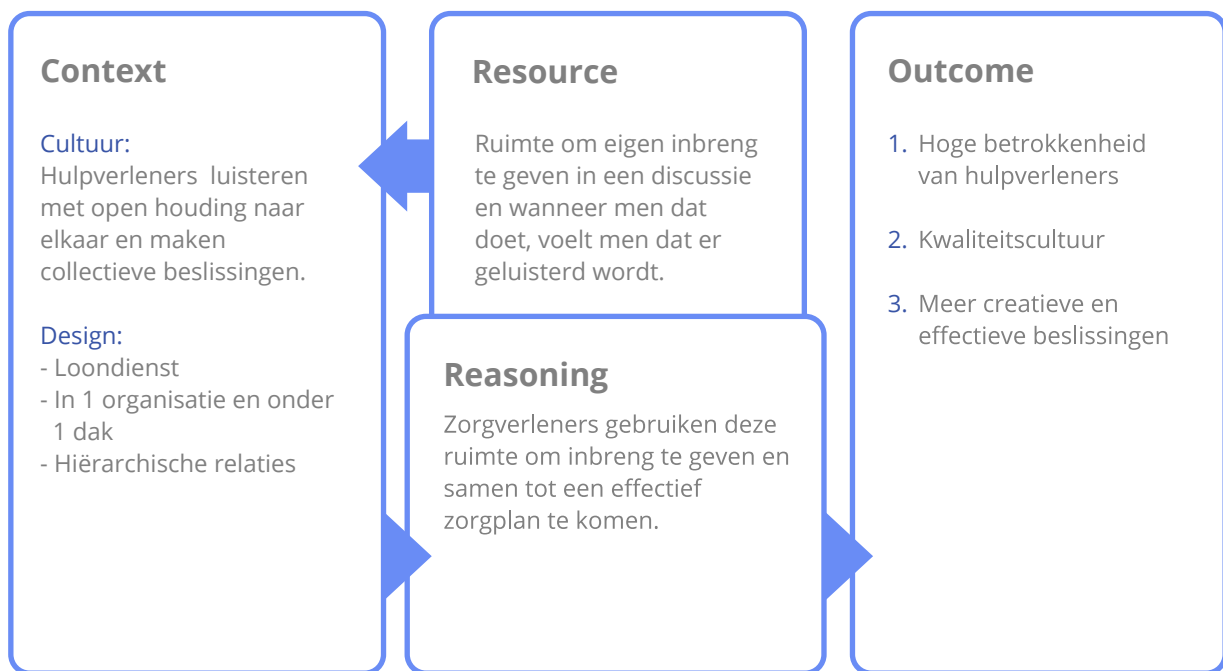 Context
Cultuur:
Hulpverleners  luisteren
met open houding naar
elkaar en maken
collectieve beslissingen.
Design:
- Loondienst
- In 1 organisatie en onder
1 dak
- Hiërarchische relaties
Resource
Ruimte om eigen inbreng
te geven in een discussie
en wanneer men dat
doet, voelt men dat er
geluisterd wordt.
Reasoning
Zorgverleners gebruiken deze
ruimte om inbreng te geven en
samen tot een effectief
zorgplan te komen.
Outcome
1. Hoge betrokkenheid
van hulpverleners
2. Kwaliteitscultuur
3. Meer creatieve en
effectieve beslissingen